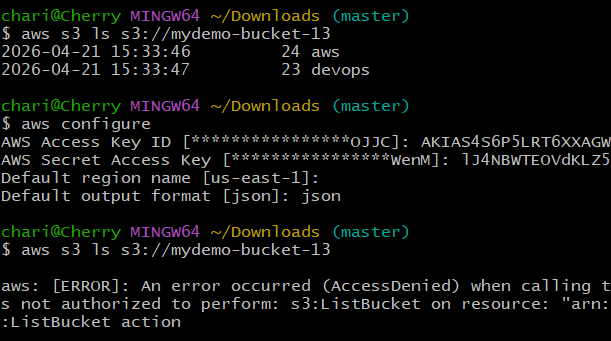 chari@Cherry MINGW64 ~/Downloads (master)
$ aws s3 ls s3://mydemo-bucket-13
2026-04-21 15:33:46         24 aws
2026-04-21 15:33:47         23 devops
chari@Cherry MINGW64 ~/Downloads (master)
$ aws configure
AWS Access Key ID [****************OJJC]: AKIAS4S6P5LRT6XXAGW
AWS Secret Access Key [****************WenM]: lJ4NBWTEOVdKLZ5
Default region name [us-east-1]:
Default output format [json]: json
chari@Cherry MINGW64 ~/Downloads (master)
$ aws s3 ls s3://mydemo-bucket-13
aws: [ERROR]: An error occurred (AccessDenied) when calling t
s not authorized to perform: s3:ListBucket on resource: "arn:
:ListBucket action